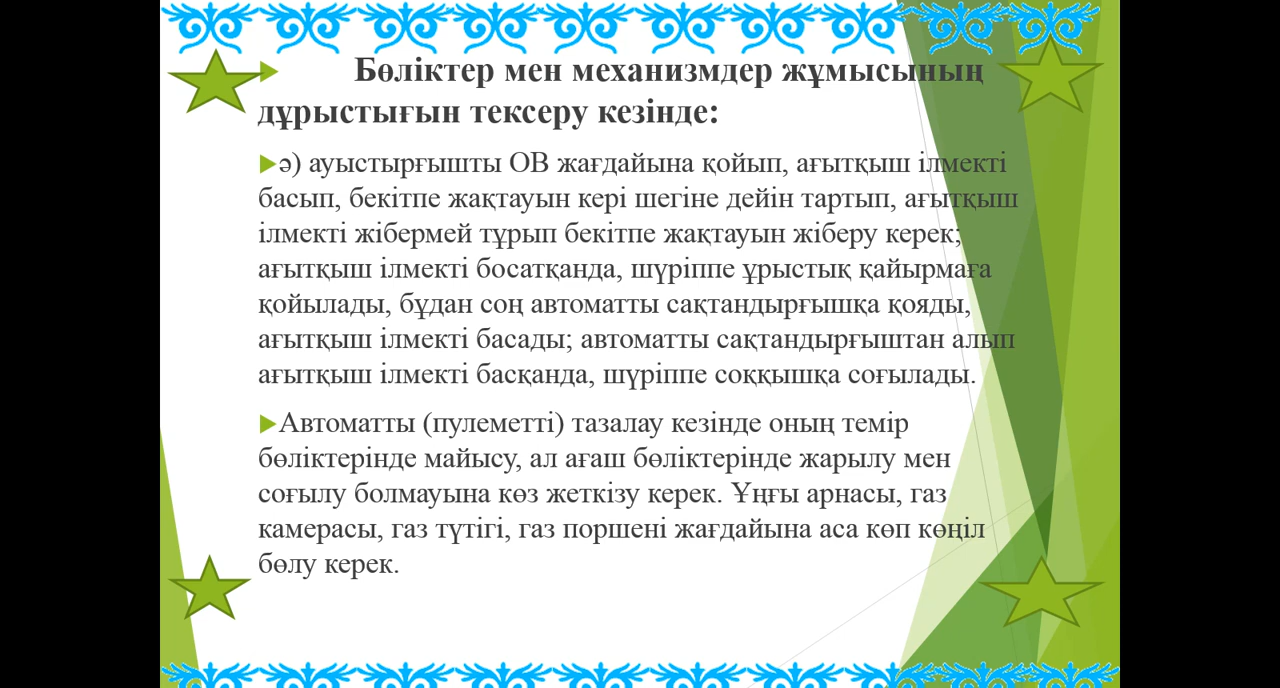 Бөліктер мен механизмдер жұмысының
дұрыстығын тексеру кезінде:
ә) ауыстырғышты ОВ жағдайына қойып, ағытқыш ілмекті
басып, бекітпе жақтауын кері шегіне дейін тартып, ағытқыш
ілмекті жібермей тұрып бекітпе жақтауын жіберу керек;
ағытқыш ілмекті босатқанда, шүріппе ұрыстық қайырмаға
қойылады, бұдан соң автоматты сақтандырғышқа қояды,
ағытқыш ілмекті басады; автоматты сақтандырғыштан алып
ағытқыш ілмекті басқанда, шүріппе соққышқа соғылады.
Автоматты (пулеметті) тазалау кезінде оның темір
бөліктерінде майысу, ал ағаш бөліктерінде жарылу мен
соғылу болмауына көз жеткізу керек. Ұңғы арнасы, газ
камерасы, газ түтігі, газ поршені жағдайына аса көп көңіл
бөлу керек.